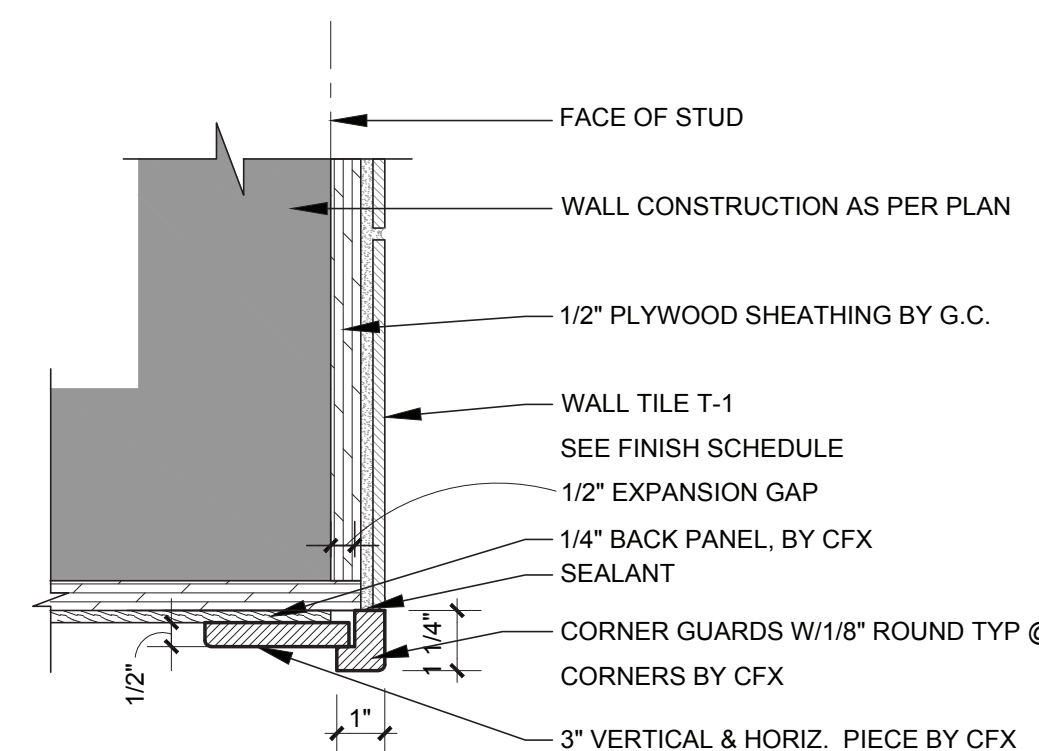 FACE OF STUD
WALL CONSTRUCTION AS PER PLAN
1/2" PLYWOOD SHEATHING BY G.C.
WALL TILE T-1
SEE FINISH SCHEDULE
1/2" EXPANSION GAP
1/4" BACK PANEL, BY CFX
SEALANT
1 1/4"
CORNER GUARDS W/1/8" ROUND TYP @
CORNERS BY CFX
1/2"
1"
3" VERTICAL & HORIZ. PIECE BY CFX